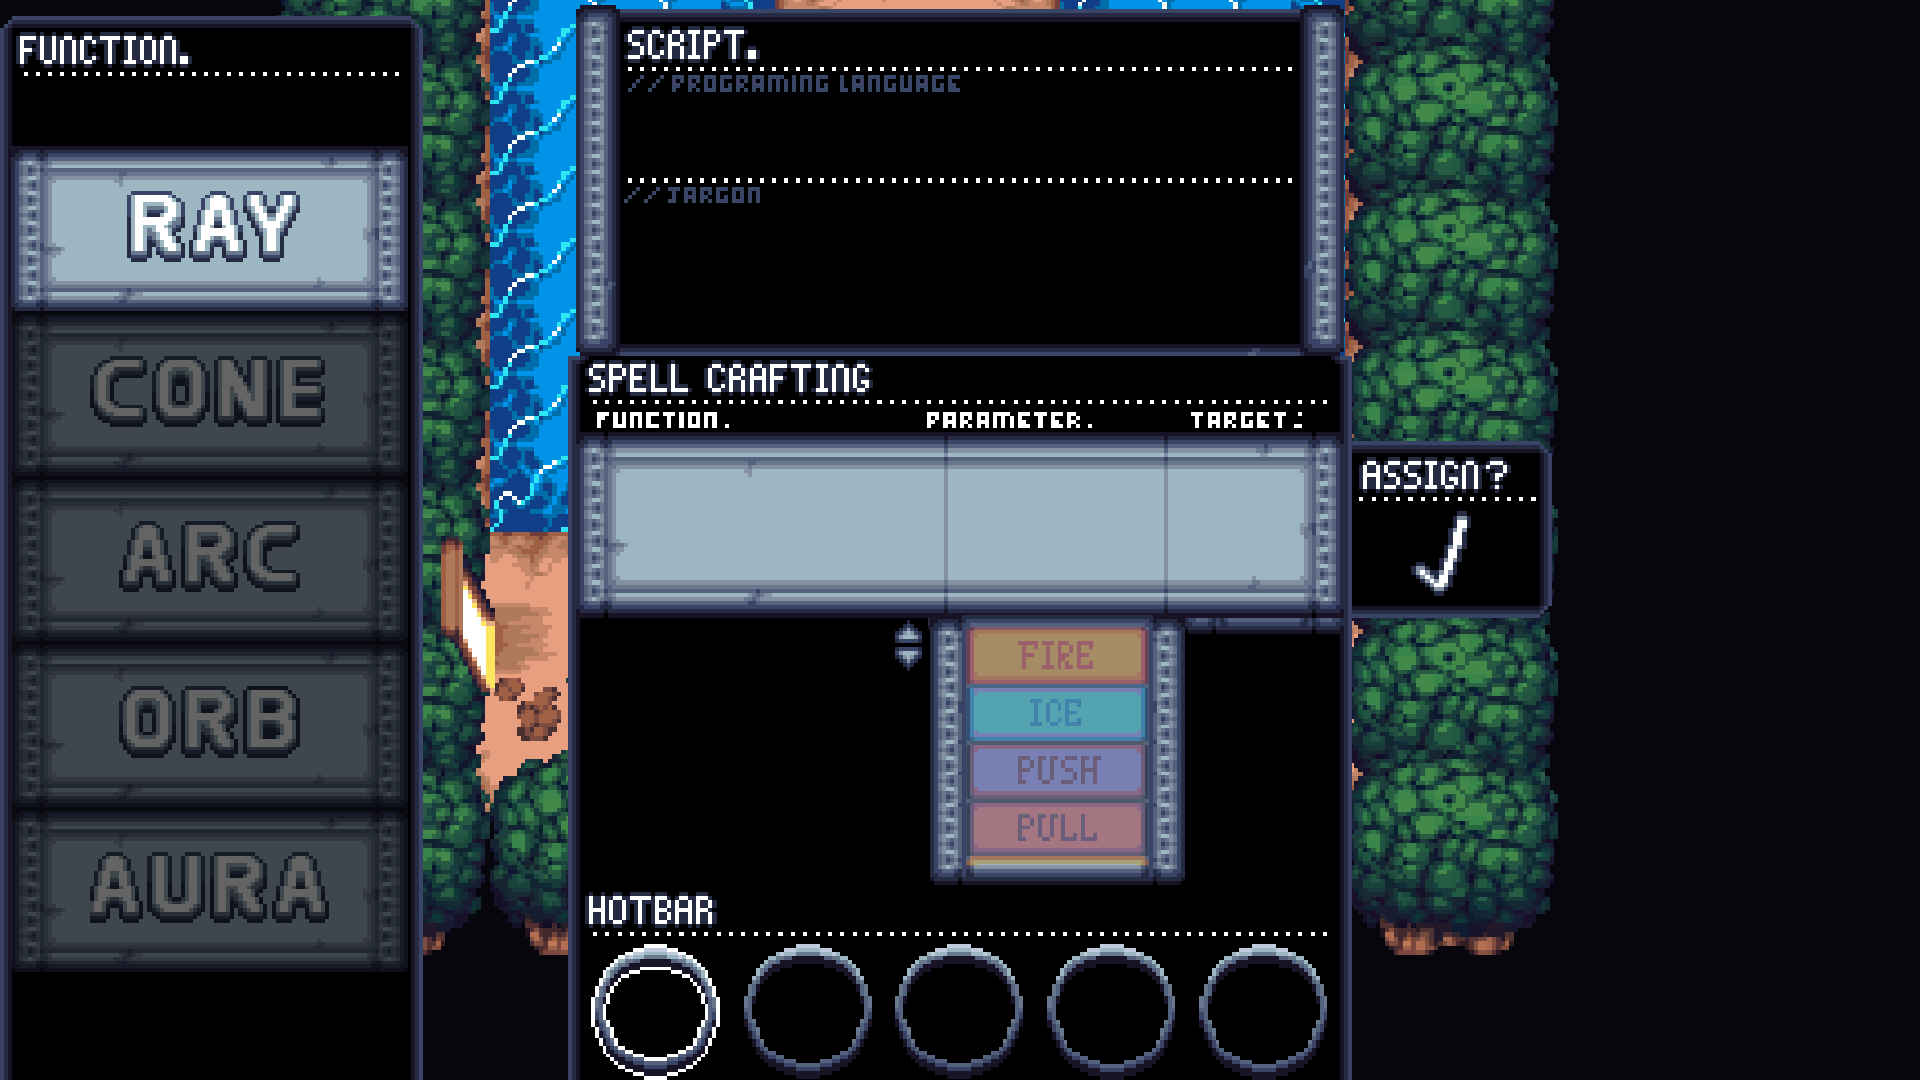 FUNCTION.
RAY
CONE
ARC
ORB
AURA
SCRIPT.
//PROGRAMING LANGUAGE
//JARGON
SPELL CRAFTING
FUNCTION. PARAMETER. TARGET:
ASSIGN?
FIRE
ICE
PUSH
PULL
HOTBAR